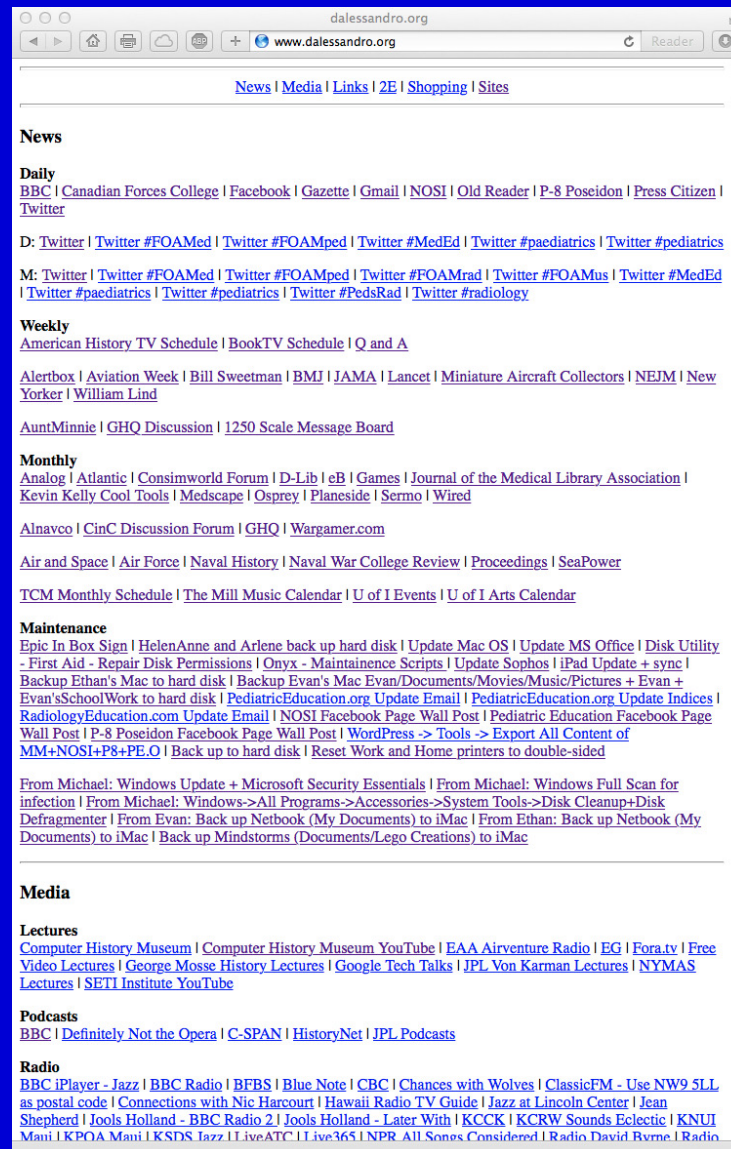 dalessandro.org
ABP + www.dalessandro.org Reader
News | Media | Links | 2E | Shopping | Sites
News
Daily
BBC | Canadian Forces College | Facebook | Gazette | Gmail | NOSI | Old Reader | P-8 Poseidon | Press Citizen |
Twitter
D: Twitter | Twitter #FOAMed | Twitter #FOAMped | Twitter #MedEd | Twitter #paediatrics | Twitter #pediatrics
M: Twitter | Twitter #FOAMed | Twitter #FOAMped | Twitter #FOAMrad | Twitter #FOAMus | Twitter #MedEd
| Twitter #paediatrics | Twitter #pediatrics | Twitter #PedsRad | Twitter #radiology
Weekly
American History TV Schedule | BookTV Schedule | Q and A
Alertbox | Aviation Week | Bill Sweetman | BMJ | JAMA | Lancet | Miniature Aircraft Collectors | NEJM | New
Yorker | William Lind
AuntMinnie | GHQ Discussion | 1250 Scale Message Board
Monthly
Analog | Atlantic | Consimworld Forum | D-Lib | eB | Games | Journal of the Medical Library Association |
Kevin Kelly Cool Tools | Medscape | Osprey | Planeside | Sermo | Wired
Alnavco | CinC Discussion Forum | GHQ | Wargamer.com
Air and Space | Air Force | Naval History | Naval War College Review | Proceedings | SeaPower
TCM Monthly Schedule | The Mill Music Calendar | U of I Events | U of I Arts Calendar
Maintenance
Epic In Box Sign | HelenAnne and Arlene back up hard disk | Update Mac OS | Update MS Office | Disk Utility
- First Aid - Repair Disk Permissions | Onyx - Maintainence Scripts | Update Sophos | iPad Update + sync |
Backup Ethan's Mac to hard disk | Backup Evan's Mac Evan/Documents/Movies/Music/Pictures + Evan +
Evan'sSchoolWork to hard disk | PediatricEducation.org Update Email | PediatricEducation.org Update Indices |
RadiologyEducation.com Update Email | NOSI Facebook Page Wall Post | Pediatric Education Facebook Page
Wall Post | P-8 Poseidon Facebook Page Wall Post | WordPress -> Tools -> Export All Content of
MM+NOSI+P8+PE.O | Back up to hard disk | Reset Work and Home printers to double-sided
From Michael: Windows Update + Microsoft Security Essentials | From Michael: Windows Full Scan for
infection | From Michael: Windows->All Programs->Accessories->System Tools->Disk Cleanup+Disk
Defragmenter | From Evan: Back up Netbook (My Documents) to iMac | From Ethan: Back up Netbook (My
Documents) to iMac | Back up Mindstorms (Documents/Lego Creations) to iMac
Media
Lectures
Computer History Museum | Computer History Museum YouTube | EAA Airventure Radio | EG | Fora.tv | Free
Video Lectures | George Mosse History Lectures | Google Tech Talks | JPL Von Karman Lectures | NYMAS
Lectures | SETI Institute YouTube
Podcasts
BBC | Definitely Not the Opera | C-SPAN | HistoryNet | JPL Podcasts
Radio
BBC iPlayer - Jazz | BBC Radio | BFBS | Blue Note | CBC | Chances with Wolves | ClassicFM - Use NW9 5LL
as postal code | Connections with Nic Harcourt | Hawaii Radio TV Guide | Jazz at Lincoln Center | Jean
Shepherd | Jools Holland - BBC Radio 2 | Jools Holland - Later With | KCCK | KCRW Sounds Eclectic | KNUI
Maui | KPOA Maui | KSDS Jazz | LiveATC | Live365 | NPR All Songs Considered | Radio David Byrne | Radio